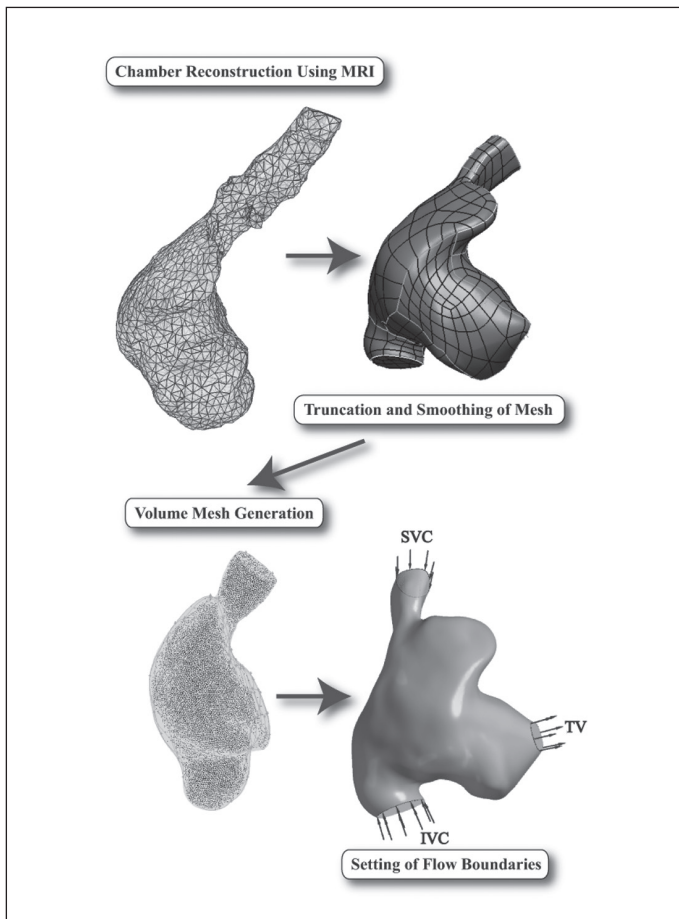 Chamber Reconstruction Using MRI
Truncation and Smoothing of Mesh
Volume Mesh Generation
SVC
TV
IVC
Setting of Flow Boundaries